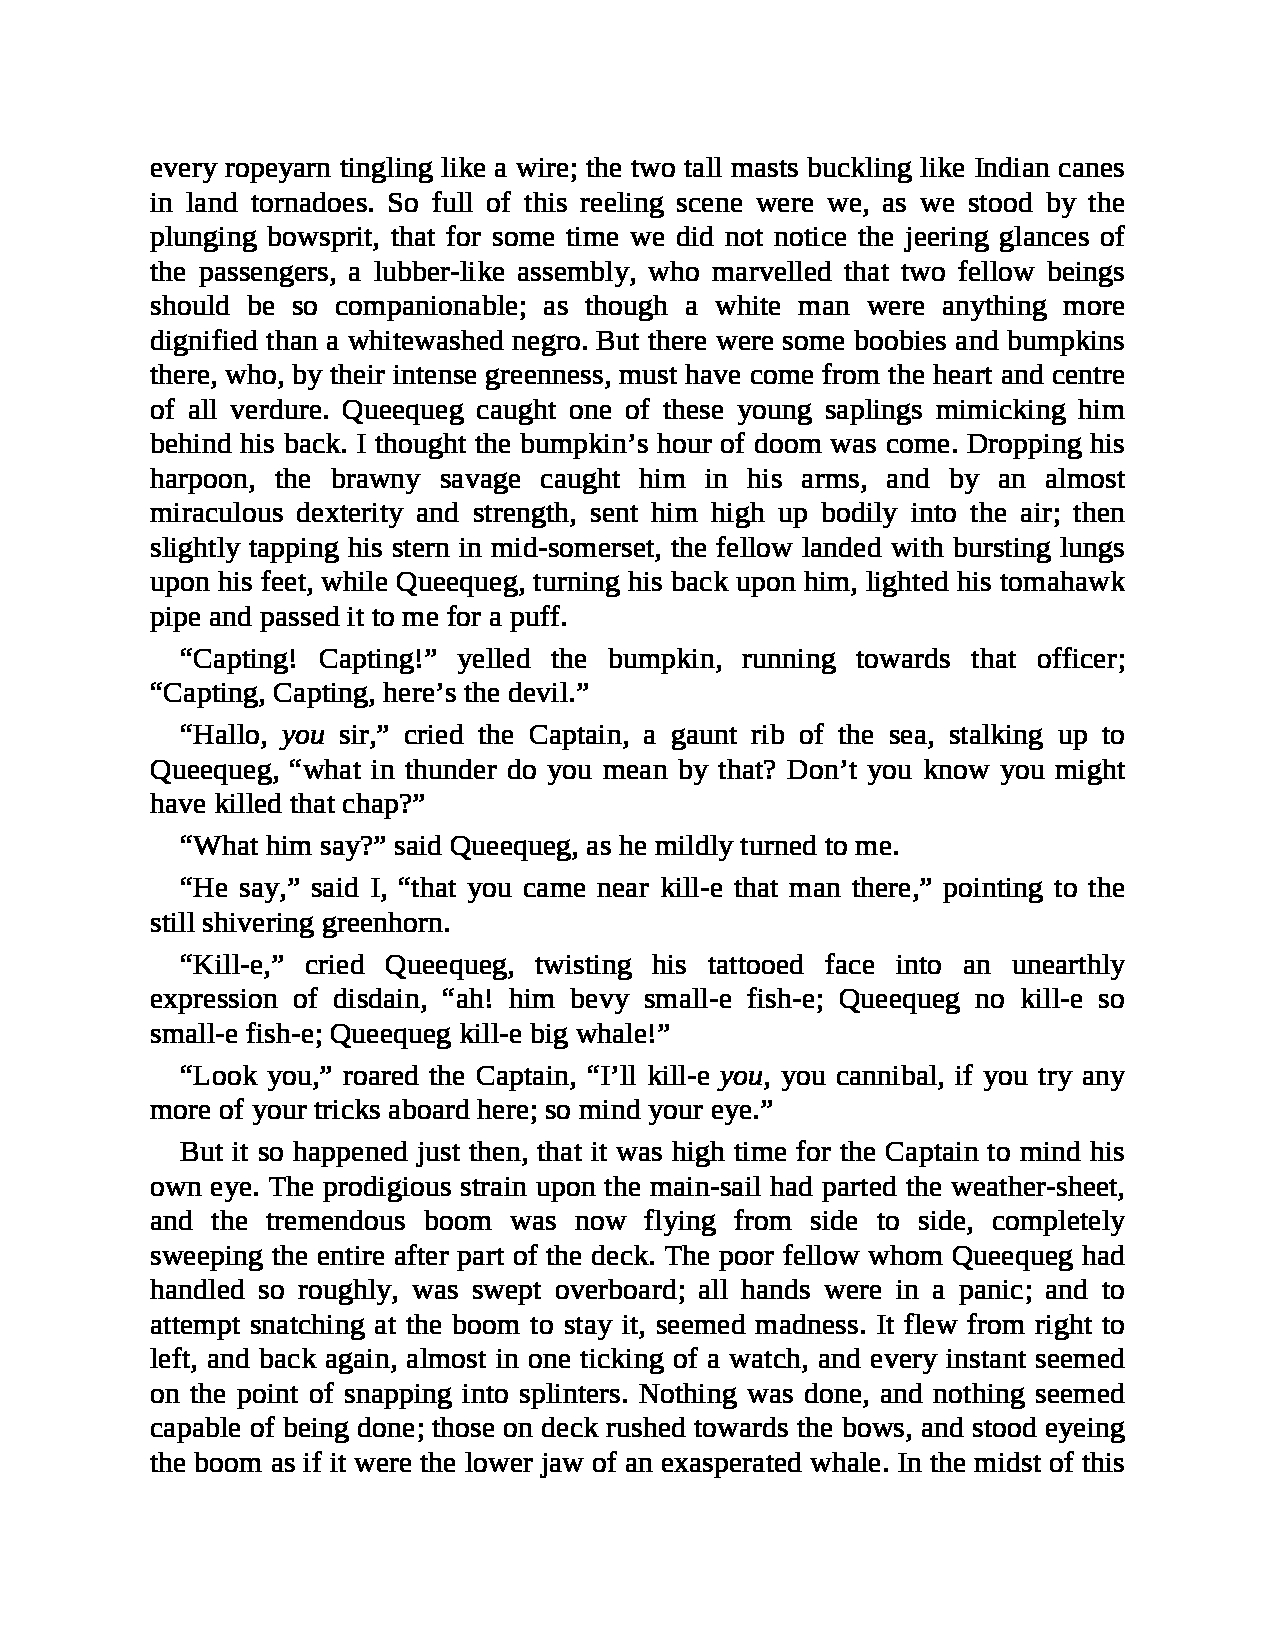 every ropeyarn tingling like a wire; the two tall masts buckling like Indian canes
in land tornadoes. So full of this reeling scene were we, as we stood by the
plunging bowsprit, that for some time we did not notice the jeering glances of
the passengers, a lubber-like assembly, who marvelled that two fellow beings
should be so companionable; as though a white man were anything more
dignified than a whitewashed negro. But there were some boobies and bumpkins
there, who, by their intense greenness, must have come from the heart and centre
of all verdure. Queequeg caught one of these young saplings mimicking him
behind his back. I thought the bumpkin’s hour of doom was come. Dropping his
harpoon, the brawny savage caught him in his arms, and by an almost
miraculous dexterity and strength, sent him high up bodily into the air; then
slightly tapping his stern in mid-somerset, the fellow landed with bursting lungs
upon his feet, while Queequeg, turning his back upon him, lighted his tomahawk
pipe and passed it to me for a puff.
“Capting! Capting!” yelled the bumpkin, running towards that officer;
“Capting, Capting, here’s the devil.”
“Hallo, you sir,” cried the Captain, a gaunt rib of the sea, stalking up to
Queequeg, “what in thunder do you mean by that? Don’t you know you might
have killed that chap?”
“What him say?” said Queequeg, as he mildly turned to me.
“He say,” said I, “that you came near kill-e that man there,” pointing to the
still shivering greenhorn.
“Kill-e,” cried Queequeg, twisting his tattooed face into an unearthly
expression of disdain, “ah! him bevy small-e fish-e; Queequeg no kill-e so
small-e fish-e; Queequeg kill-e big whale!”
“Look you,” roared the Captain, “I’ll kill-e you, you cannibal, if you try any
more of your tricks aboard here; so mind your eye.”
But it so happened just then, that it was high time for the Captain to mind his
own eye. The prodigious strain upon the main-sail had parted the weather-sheet,
and the tremendous boom was now flying from side to side, completely
sweeping the entire after part of the deck. The poor fellow whom Queequeg had
handled so roughly, was swept overboard; all hands were in a panic; and to
attempt snatching at the boom to stay it, seemed madness. It flew from right to
left, and back again, almost in one ticking of a watch, and every instant seemed
on the point of snapping into splinters. Nothing was done, and nothing seemed
capable of being done; those on deck rushed towards the bows, and stood eyeing
the boom as if it were the lower jaw of an exasperated whale. In the midst of this